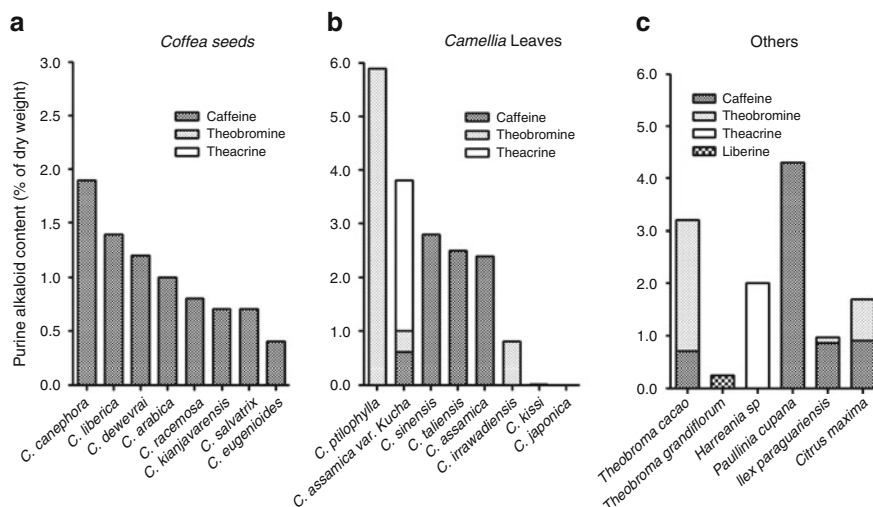 a
Coffea seeds
Purine alkaloid content (% of dry weight)
3.0
2.5
2.0
1.5
1.0
0.5
0.0
Caffeine
Theobromine
Theacrine
C. canephora
C. liberica
C. dewevrai
C. arabica
C. racemosa
C. kianjavarensis
C. salvatrix
C. eugenioides
b
Camellia Leaves
6.0
5.0
4.0
3.0
2.0
1.0
0.0
Caffeine
Theobromine
Theacrine
C. ptilophylla
C. assamica var. Kucha
C. sinensis
C. taliensis
C. assamica
C. irrawadiensis
C. kissi
C. japonica
c
Others
6.0
5.0
4.0
3.0
2.0
1.0
0.0
Caffeine
Theobromine
Theacrine
Liberine
Theobroma cacao
Theobroma grandiflorum
Harreania sp
Paullinia cupana
Ilex paraguariensis
Citrus maxima